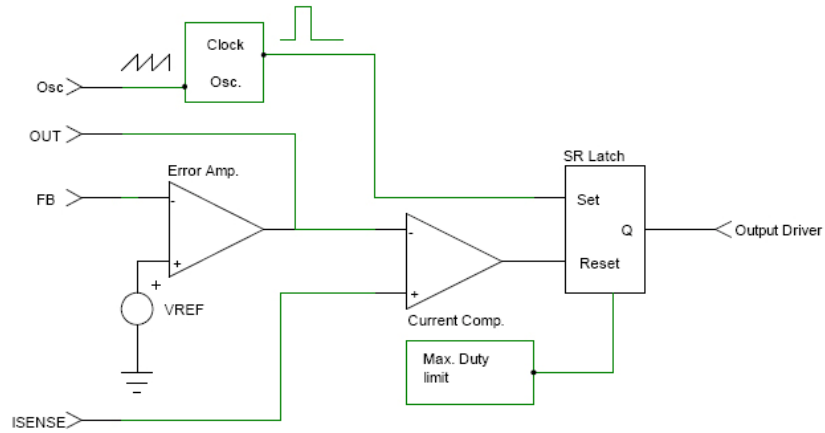 Clock
Osc.
Osc
OUT
Error Amp.
SR Latch
FB
-
-
Set
Q
Output Driver
+
+
VREF
Reset
+
Current Comp.
Max. Duty
limit
ISENSE